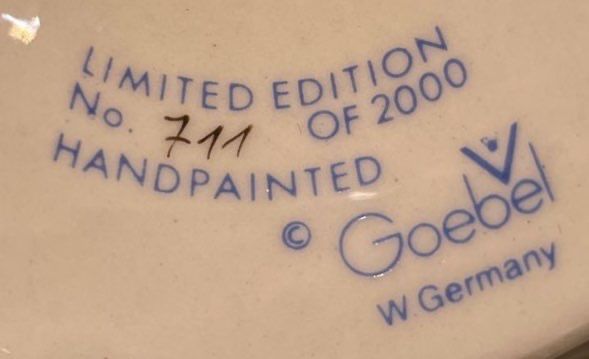 LIMITED EDITION
No. 711 OF 2000
HANDPAINTED
© Goebel
W. Germany